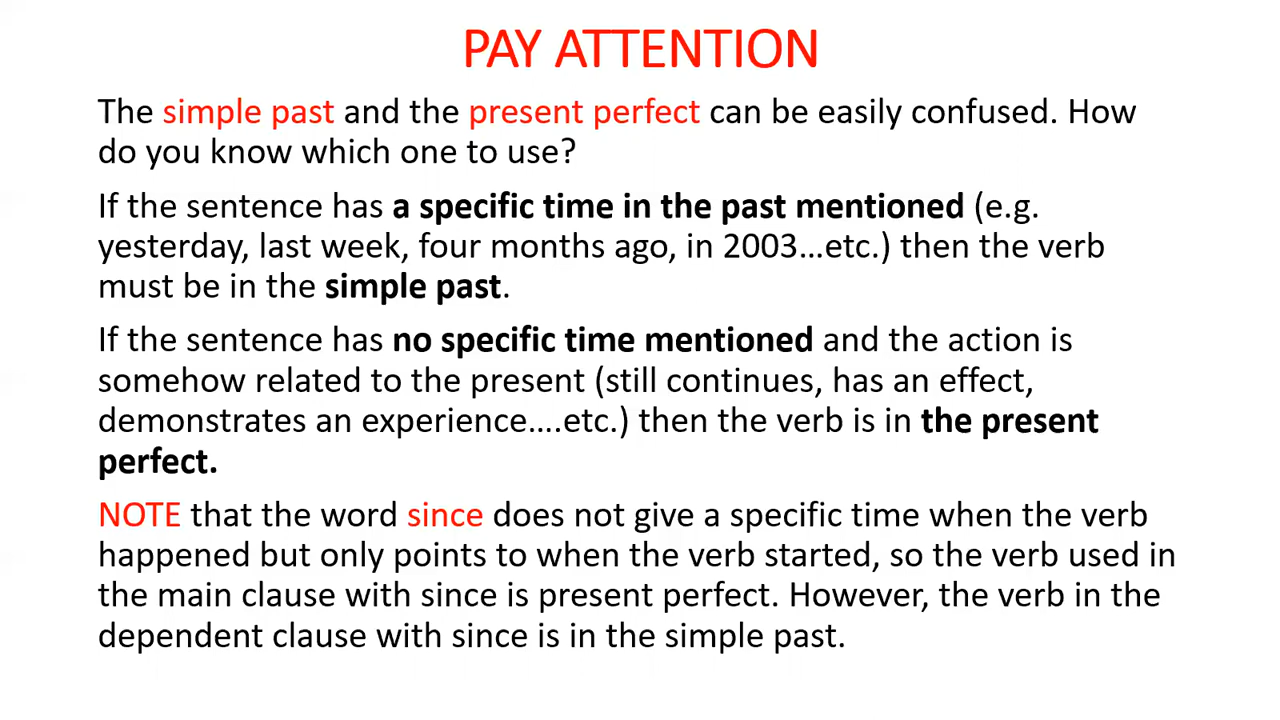 PAY ATTENTION
The simple past and the present perfect can be easily confused. How
do you know which one to use?
If the sentence has a specific time in the past mentioned (e.g.
yesterday, last week, four months ago, in 2003…etc.) then the verb
must be in the simple past.
If the sentence has no specific time mentioned and the action is
somehow related to the present (still continues, has an effect,
demonstrates an experience….etc.) then the verb is in the present
perfect.
NOTE that the word since does not give a specific time when the verb
happened but only points to when the verb started, so the verb used in
the main clause with since is present perfect. However, the verb in the
dependent clause with since is in the simple past.